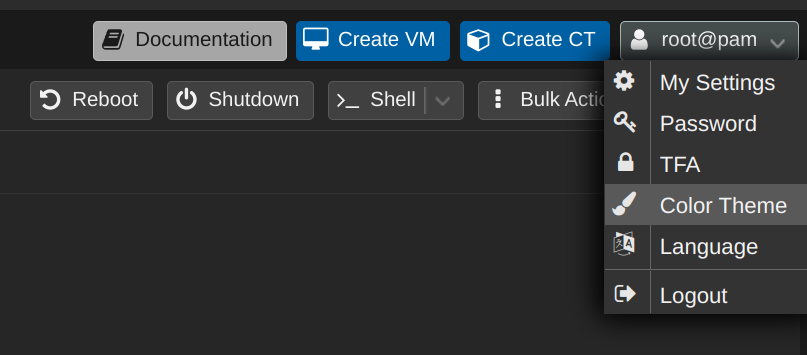 Documentation
Create VM
Create CT
root@pam
Reboot
Shutdown
Shell
Bulk
My Settings
Password
TFA
Color Theme
Language
Logout